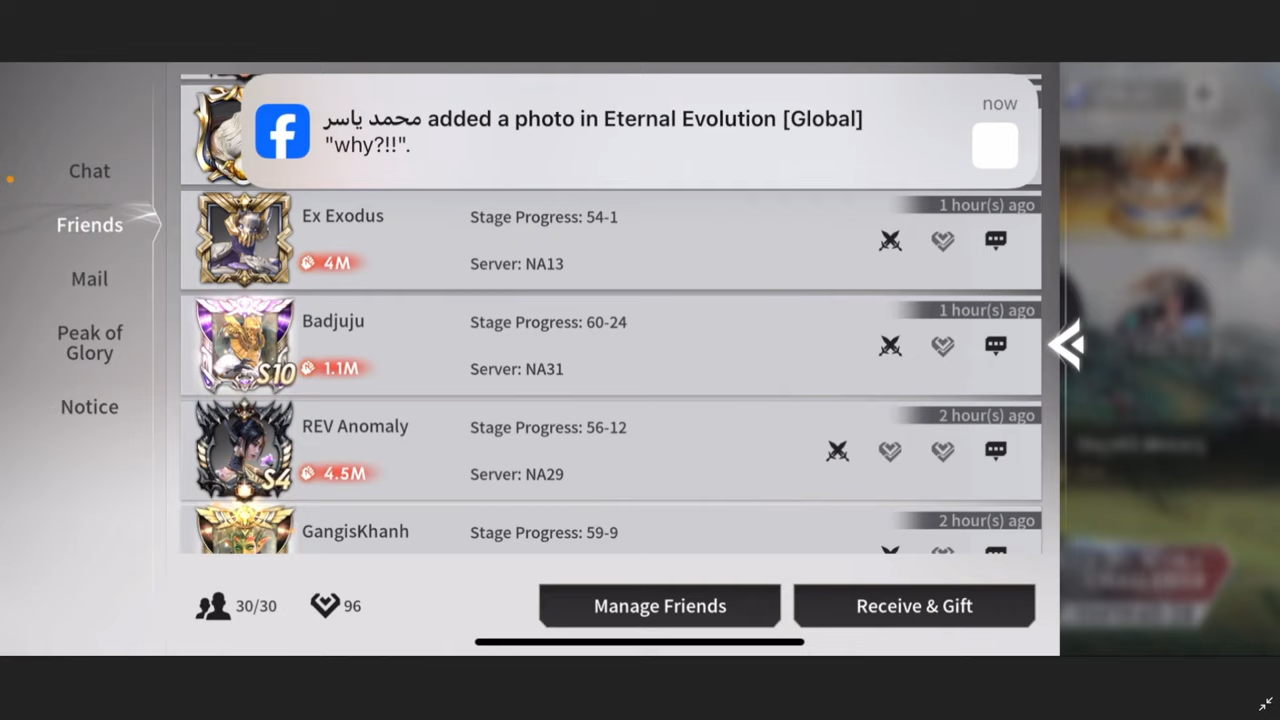 محمد ياسر added a photo in Eternal Evolution [Global]
now
"why?!!".
Chat
Friends
Mail
Peak of
Glory
Notice
Ex Exodus
Stage Progress: 54-1
1 hour(s) ago
4M
Server: NA13
Badjuju
Stage Progress: 60-24
1 hour(s) ago
S10
1.1M
Server: NA31
REV Anomaly
Stage Progress: 56-12
2 hour(s) ago
S4
4.5M
Server: NA29
GangisKhanh
Stage Progress: 59-9
2 hour(s) ago
30/30
96
Manage Friends
Receive & Gift